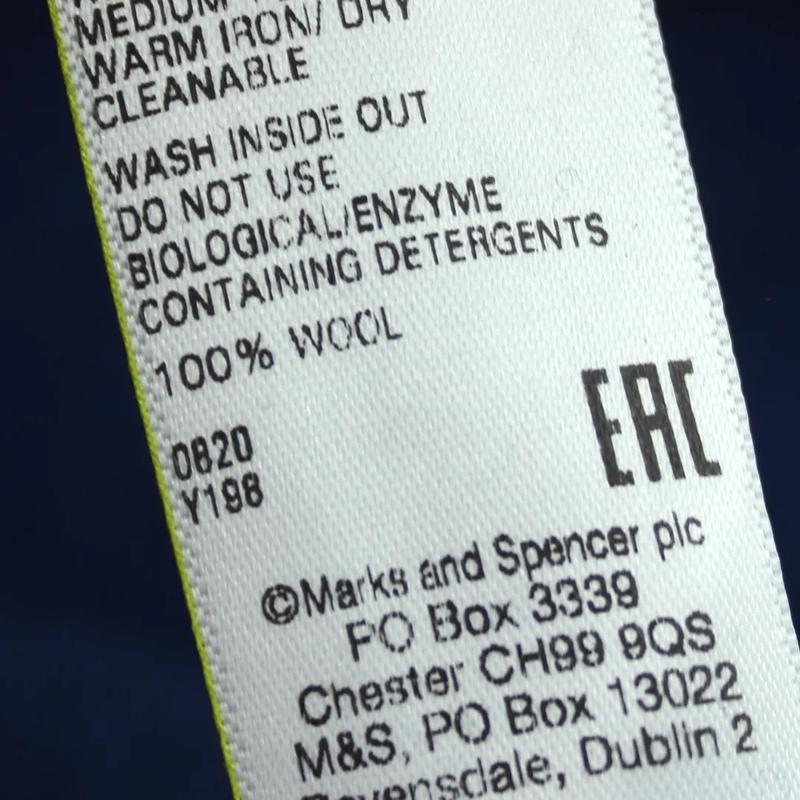 MEDIUM
WARM IRON/ DRY
CLEANABLE
WASH INSIDE OUT
DO NOT USE
BIOLOGICAL/ENZYME
CONTAINING DETERGENTS
100% WOOL
0820
Y198
EAC
©Marks and Spencer plc
PO Box 3339
Chester CH99 9QS
M&S, PO Box 13022
Dublin 2